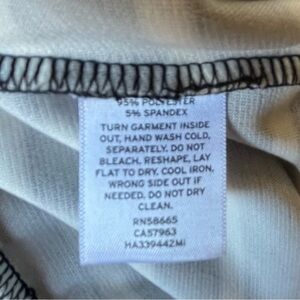 95% POLYESTER
5% SPANDEX
TURN GARMENT INSIDE
OUT, HAND WASH COLD,
SEPARATELY. DO NOT
BLEACH. RESHAPE, LAY
FLAT TO DRY. COOL IRON,
WRONG SIDE OUT IF
NEEDED. DO NOT DRY
CLEAN.
RN58665
CA57963
HA33944ZMI